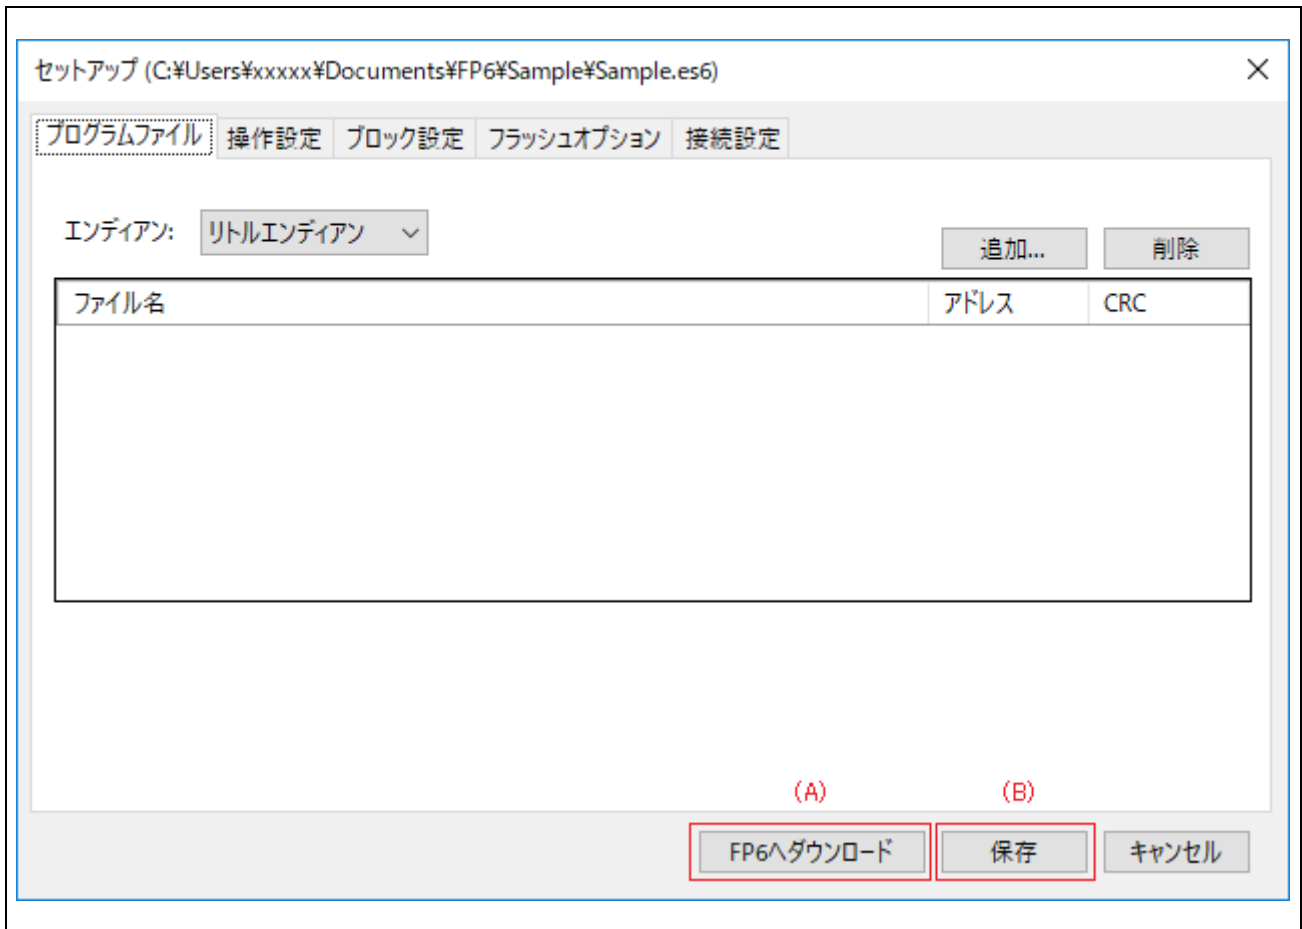 セットアップ (C:¥Users¥xxxxx¥Documents¥FP6¥Sample¥Sample.es6)
プログラムファイル 操作設定 ブロック設定 フラッシュオプション 接続設定
エンディアン: リトルエンディアン
追加... 削除
ファイル名 アドレス CRC
(A) (B)
FP6へダウンロード 保存 キャンセル